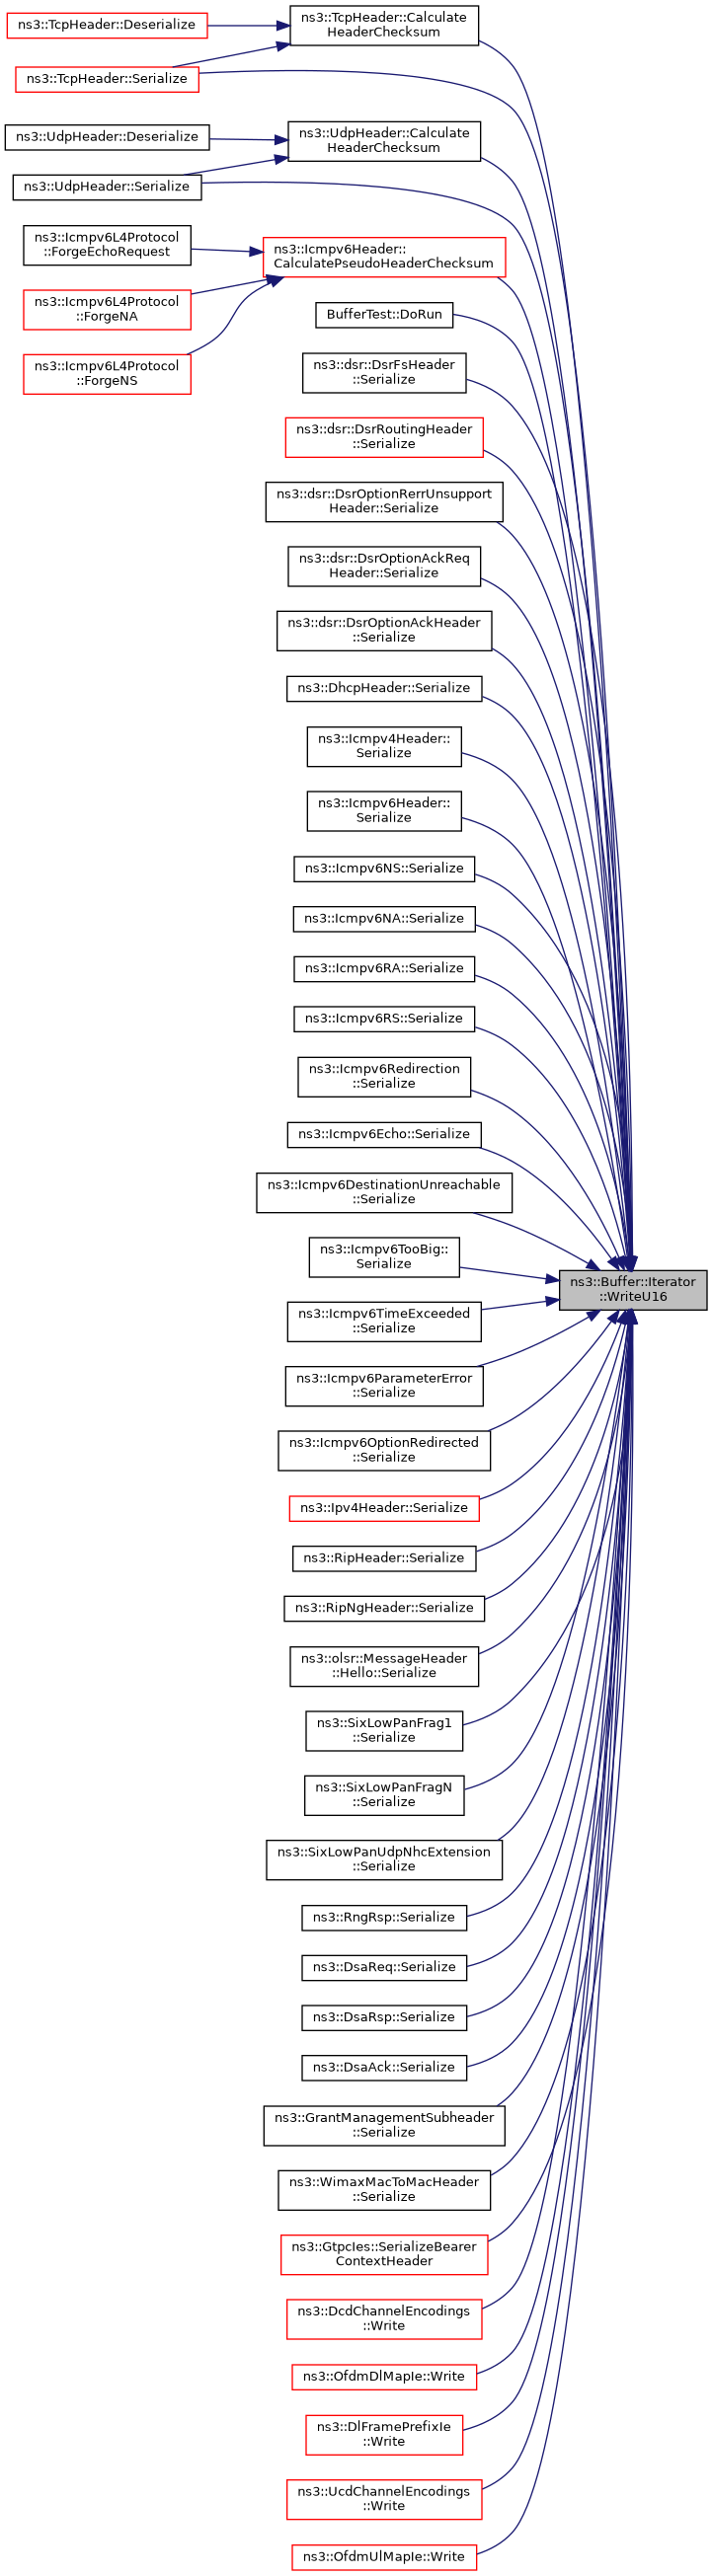 ns3::TcpHeader::Deserialize
ns3::TcpHeader::Calculate
HeaderChecksum
ns3::TcpHeader::Serialize
ns3::UdpHeader::Deserialize
ns3::UdpHeader::Calculate
HeaderChecksum
ns3::UdpHeader::Serialize
ns3::Icmpv6L4Protocol
::ForgeEchoRequest
ns3::Icmpv6Header::
CalculatePseudoHeaderChecksum
ns3::Icmpv6L4Protocol
::ForgeNA
ns3::Icmpv6L4Protocol
::ForgeNS
BufferTest::DoRun
ns3::dsr::DsrFsHeader
::Serialize
ns3::dsr::DsrRoutingHeader
::Serialize
ns3::dsr::DsrOptionRerrUnsupport
Header::Serialize
ns3::dsr::DsrOptionAckReq
Header::Serialize
ns3::dsr::DsrOptionAckHeader
::Serialize
ns3::DhcpHeader::Serialize
ns3::Icmpv4Header::
Serialize
ns3::Icmpv6Header::
Serialize
ns3::Icmpv6NS::Serialize
ns3::Icmpv6NA::Serialize
ns3::Icmpv6RA::Serialize
ns3::Icmpv6RS::Serialize
ns3::Icmpv6Redirection
::Serialize
ns3::Icmpv6Echo::Serialize
ns3::Icmpv6DestinationUnreachable
::Serialize
ns3::Icmpv6TooBig::
Serialize
ns3::Buffer::Iterator
::WriteU16
ns3::Icmpv6TimeExceeded
::Serialize
ns3::Icmpv6ParameterError
::Serialize
ns3::Icmpv6OptionRedirected
::Serialize
ns3::Ipv4Header::Serialize
ns3::RipHeader::Serialize
ns3::RipNgHeader::Serialize
ns3::olsr::MessageHeader
::Hello::Serialize
ns3::SixLowPanFrag1
::Serialize
ns3::SixLowPanFragN
::Serialize
ns3::SixLowPanUdpNhcExtension
::Serialize
ns3::RngRsp::Serialize
ns3::DsaReq::Serialize
ns3::DsaRsp::Serialize
ns3::DsaAck::Serialize
ns3::GrantManagementSubheader
::Serialize
ns3::WimaxMacToMacHeader
::Serialize
ns3::GtpcIes::SerializeBearer
ContextHeader
ns3::DcdChannelEncodings
::Write
ns3::OfdmDlMapIe::Write
ns3::DlFramePrefixIe
::Write
ns3::UcdChannelEncodings
::Write
ns3::OfdmUlMapIe::Write